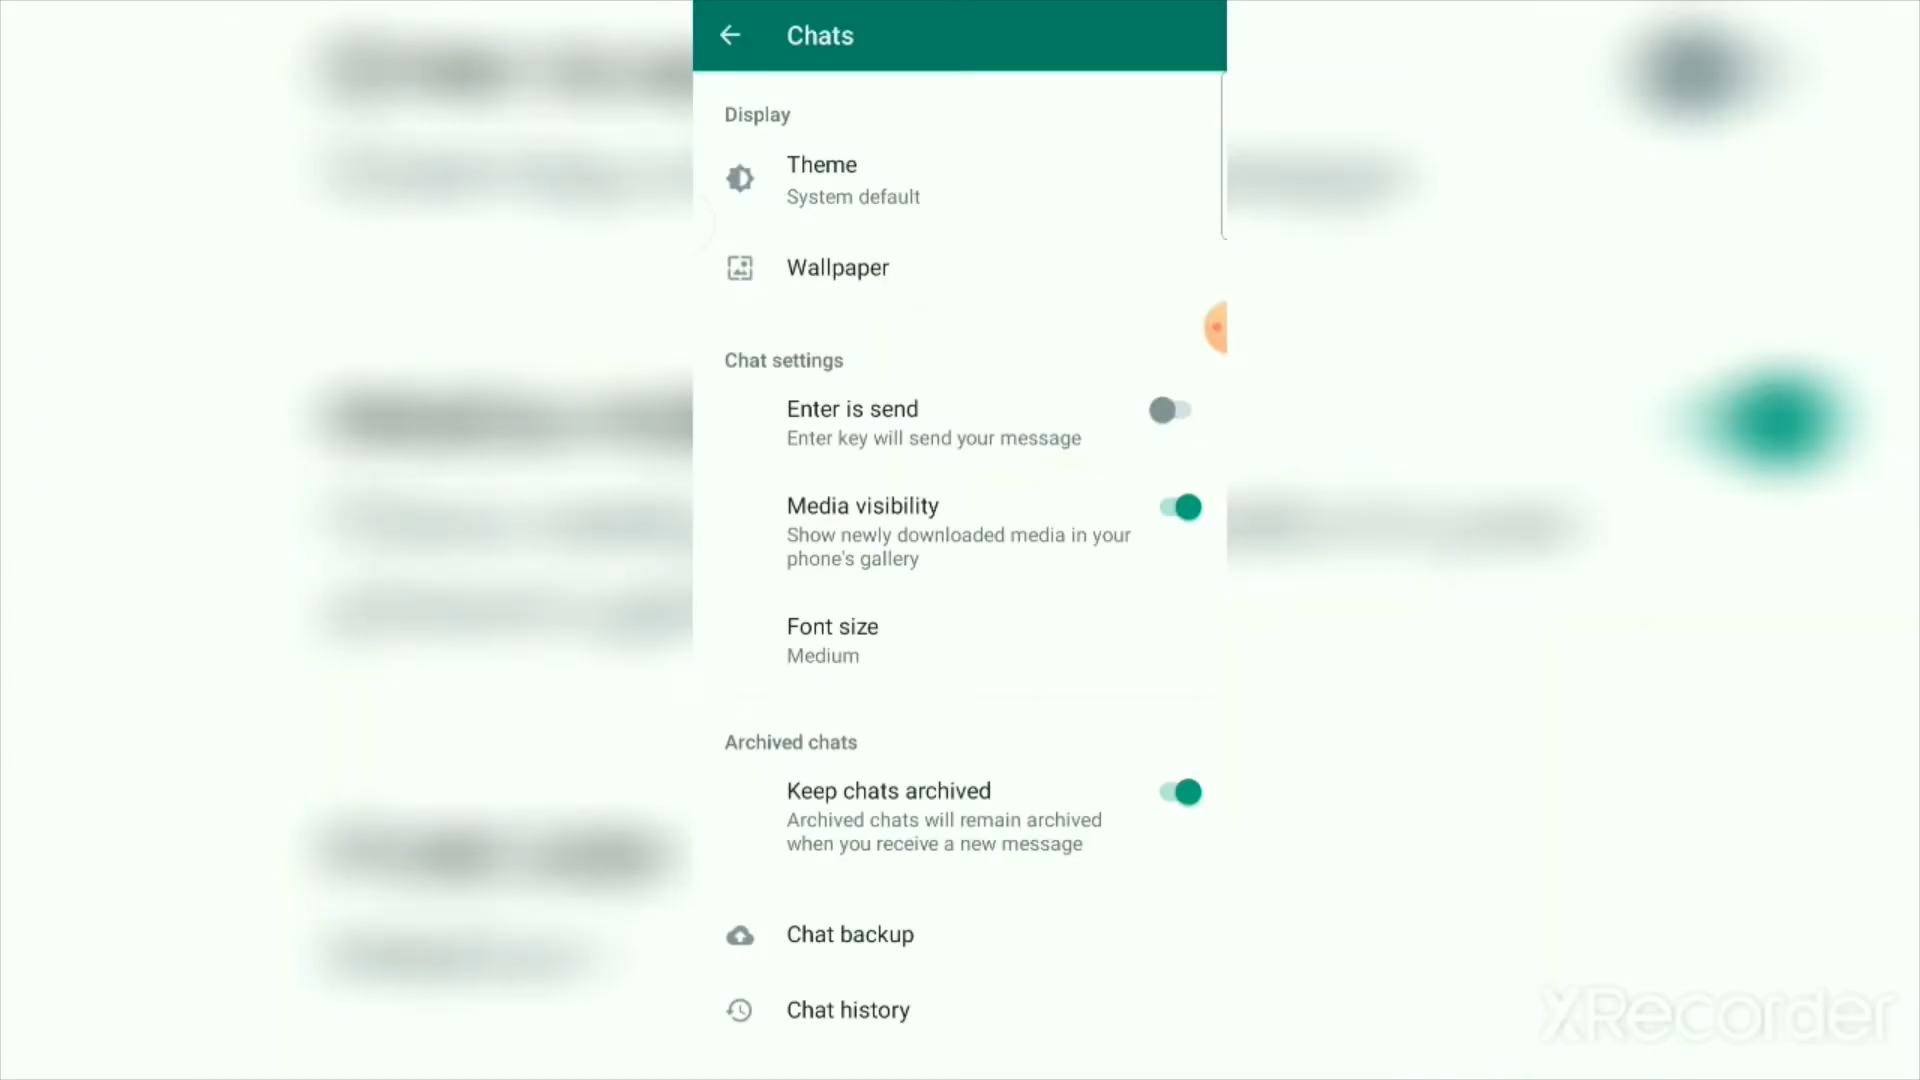 Chats
Display
Theme
System default
Wallpaper
Chat settings
Enter is send
Enter key will send your message
Media visibility
Show newly downloaded media in your
phone's gallery
Font size
Medium
Archived chats
Keep chats archived
Archived chats will remain archived
when you receive a new message
Chat backup
Chat history
XRecorder